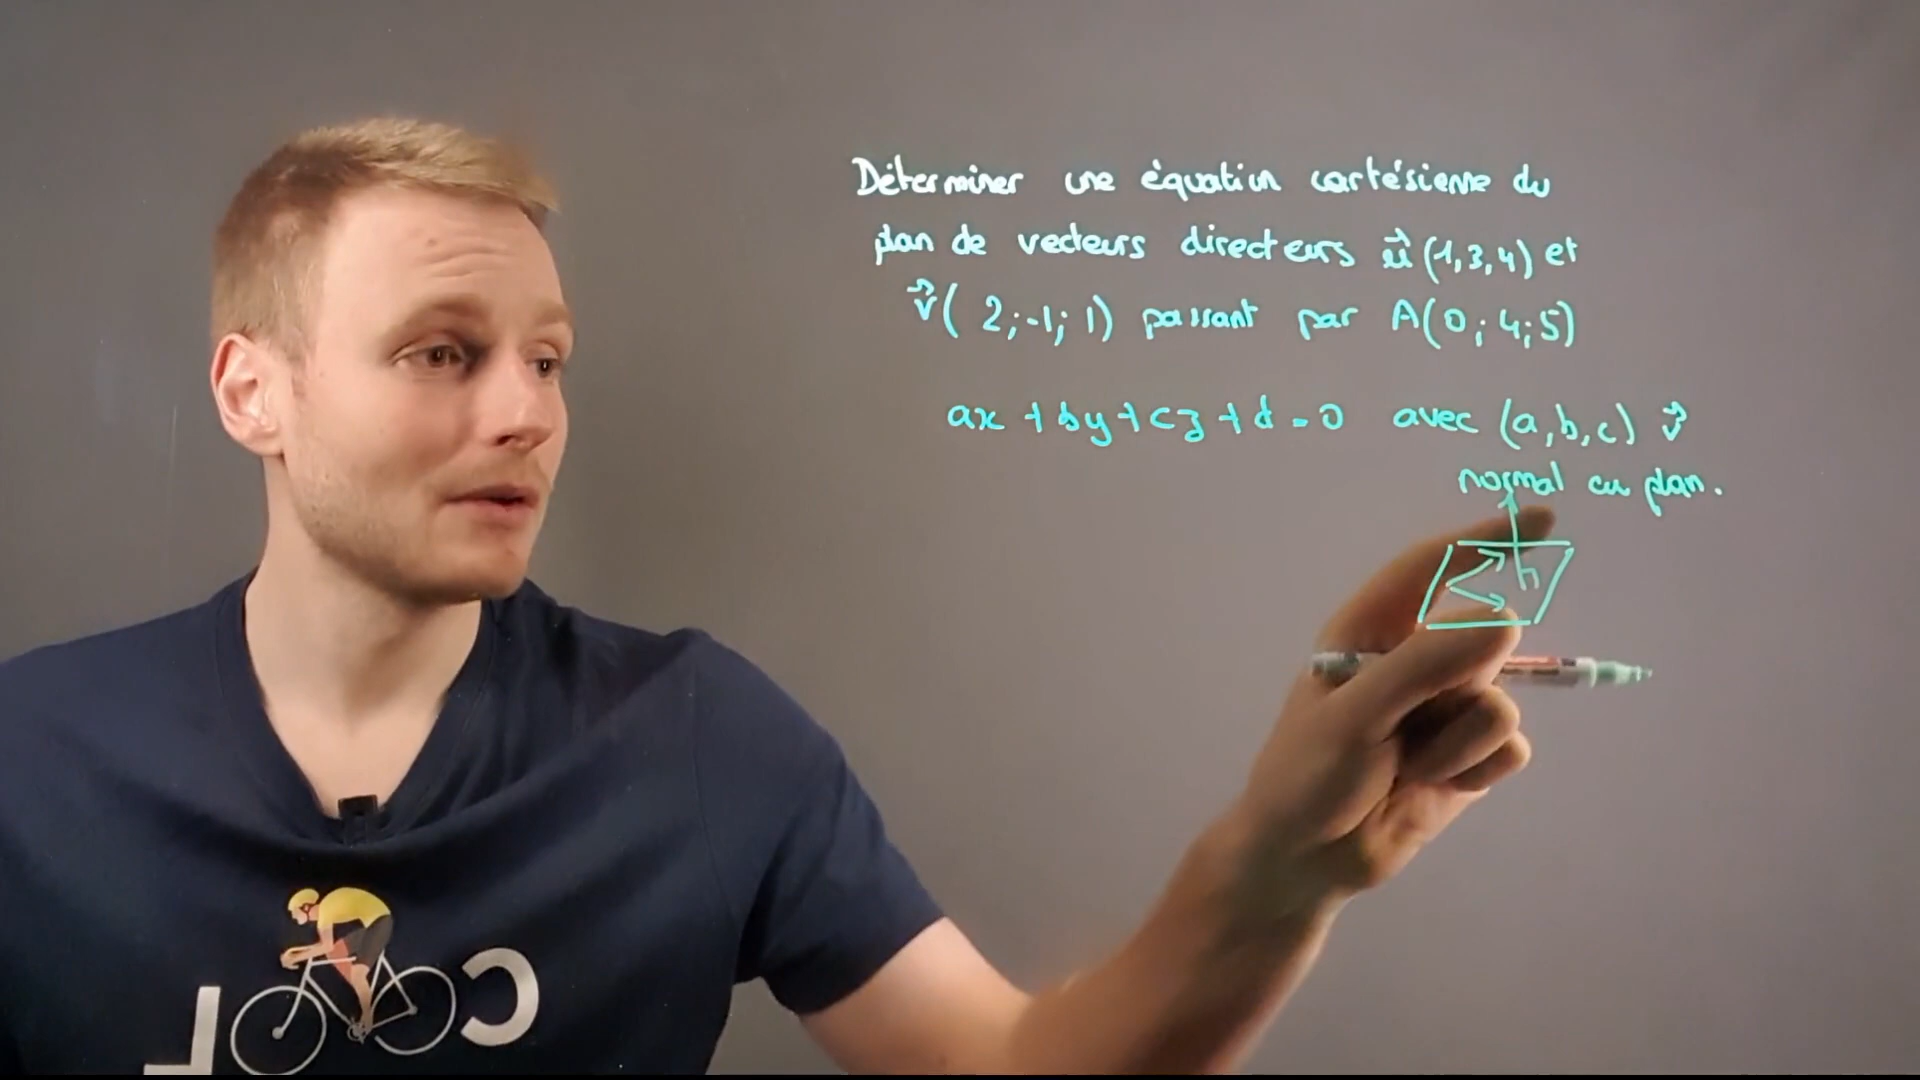 Déterminer une équation cartésienne du
plan de vecteurs directeurs u⃗ (1,3,4) et
v⃗ ( 2;-1; 1) passant par A(0; 4;5)
ax + by + cz + d = 0 avec (a,b,c) v⃗
normal au plan.